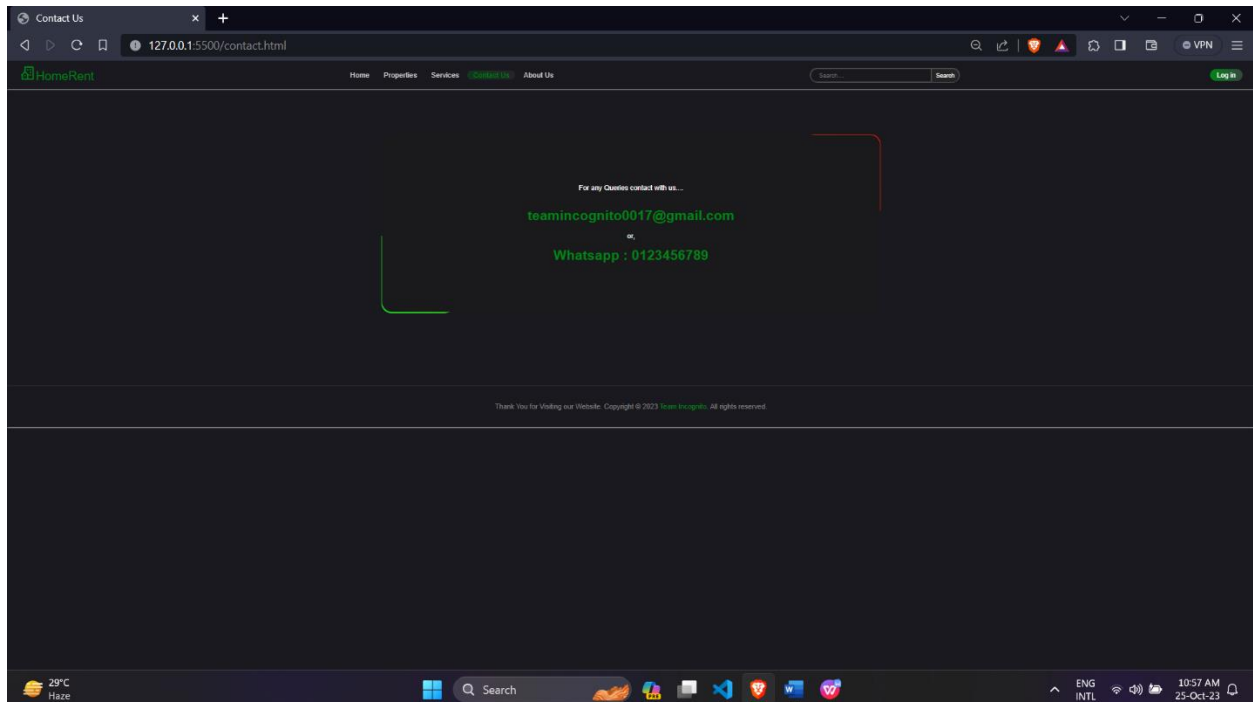 Contact Us
127.0.0.1:5500/contact.html
VPN
HomeRent
Home Properties Services Contact Us About Us
Search...
Search
Log in
For any Queries contact with us....
teamincognito0017@gmail.com
or,
Whatsapp : 0123456789
Thank You for Visiting our Website. Copyright © 2023 Team Incognito. All rights reserved.
29°C
Haze
Search
ENG
INTL
10:57 AM
25-Oct-23